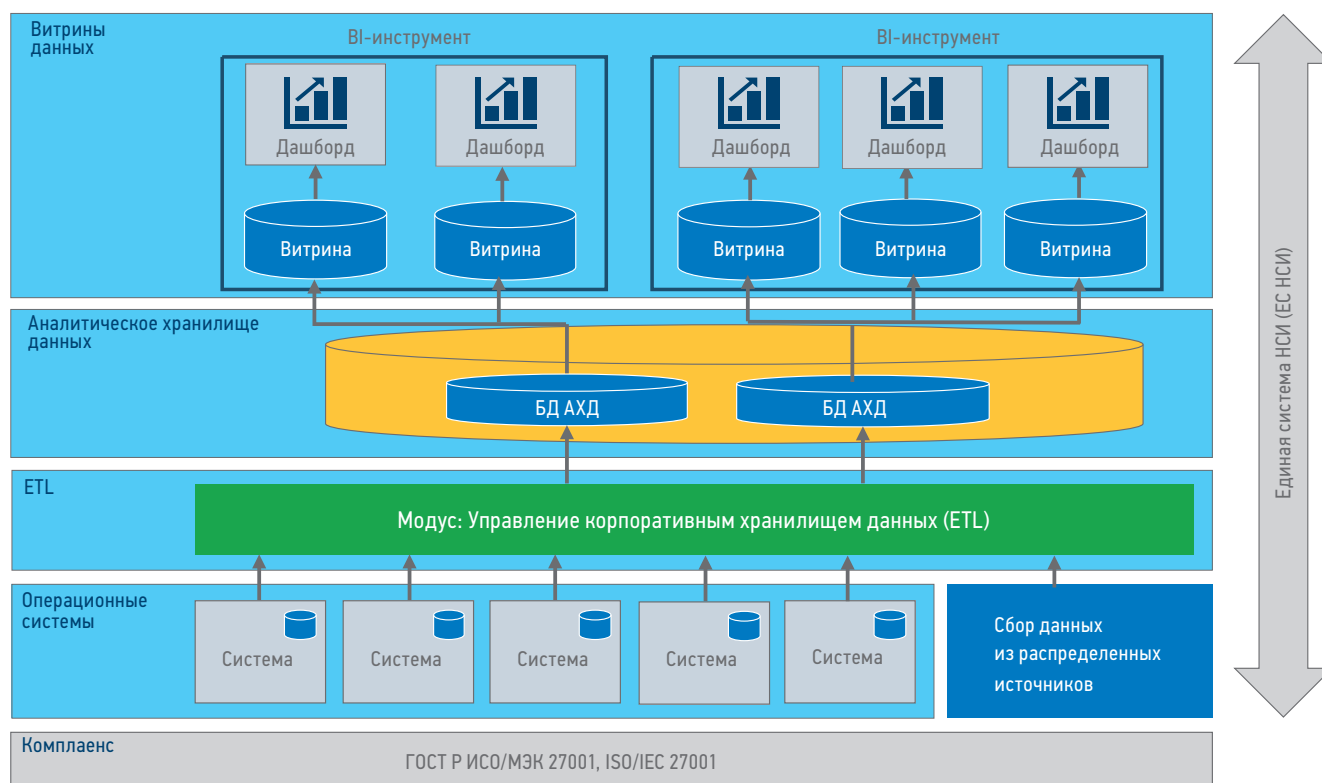 Витрины
данных
BI-инструмент
BI-инструмент
Дашборд
Дашборд
Дашборд
Дашборд
Дашборд
Витрина
Витрина
Витрина
Витрина
Витрина
Аналитическое хранилище
данных
БД АХД
БД АХД
ETL
Модус: Управление корпоративным хранилищем данных (ETL)
Операционные
системы
Система
Система
Система
Система
Система
Сбор данных
из распределенных
источников
Единая система НСИ (ЕС НСИ)
Комплаенс
ГОСТ Р ИСО/МЭК 27001, ISO/IEC 27001